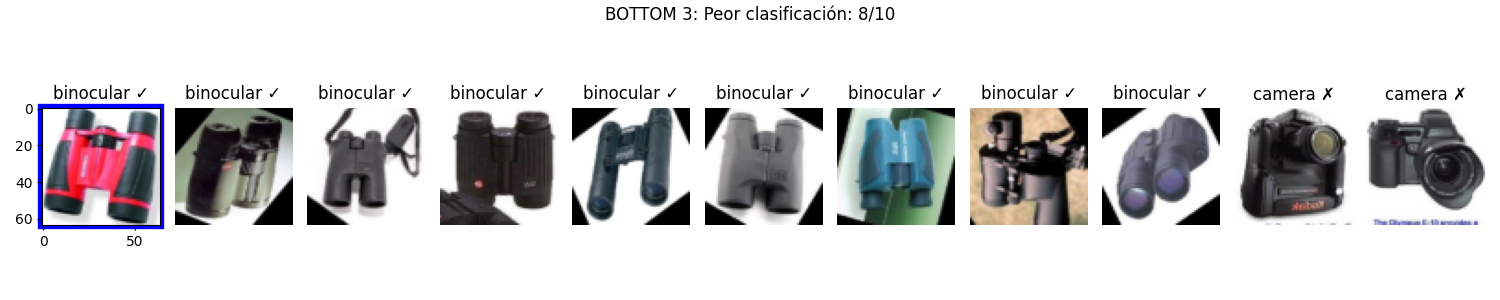 BOTTOM 3: Peor clasificación: 8/10
binocular ✓ binocular ✓ binocular ✓ binocular ✓ binocular ✓ binocular ✓ binocular ✓ binocular ✓ binocular ✓ camera ✗ camera ✗
0
20
40
60
0 50
Kodak
The Olympus E-10 provides a